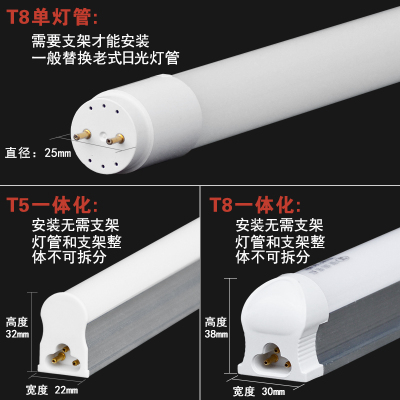 T8单灯管:
需要支架才能安装
一般替换老式日光灯管
直径: 25mm
T5一体化:
安装无需支架
灯管和支架整
体不可拆分
高度
32mm
宽度 22mm
T8一体化:
安装无需支架
灯管和支架整
体不可拆分
高度
38mm
宽度 30mm